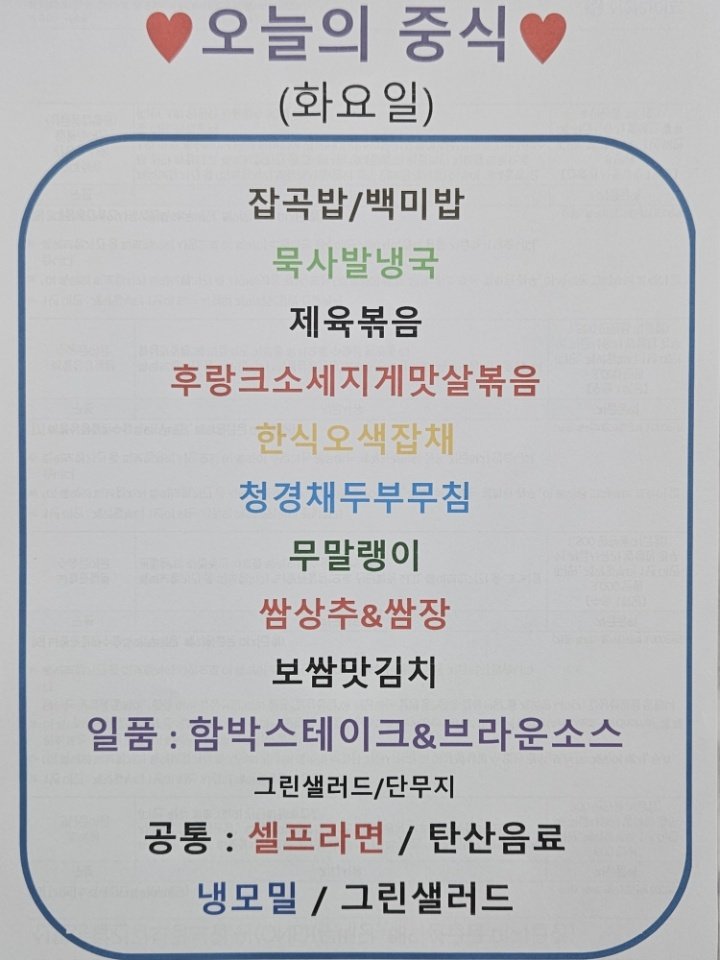 ♥오늘의 중식♥
(화요일)
잡곡밥/백미밥
묵사발냉국
제육볶음
후랑크소세지게맛살볶음
한식오색잡채
청경채두부무침
무말랭이
쌈상추&쌈장
보쌈맛김치
일품 : 함박스테이크&브라운소스
그린샐러드/단무지
공통 : 셀프라면 / 탄산음료
냉모밀 / 그린샐러드